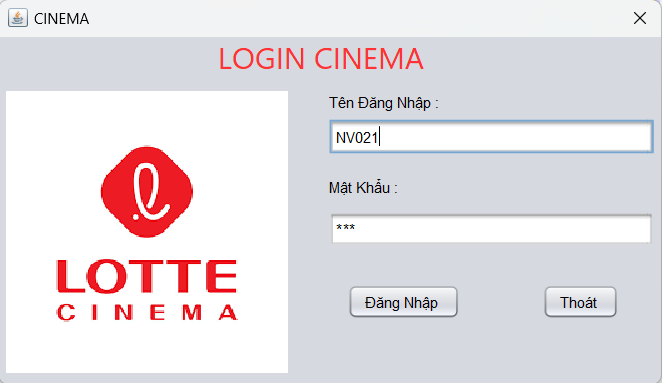 CINEMA
LOGIN CINEMA
Tên Đăng Nhập :
NV021
Mật Khẩu :
***
LOTTE
CINEMA
Đăng Nhập
Thoát